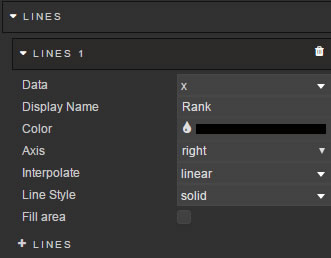 LINES
LINES 1
Data x
Display Name Rank
Color
Axis right
Interpolate linear
Line Style solid
Fill area
+ LINES